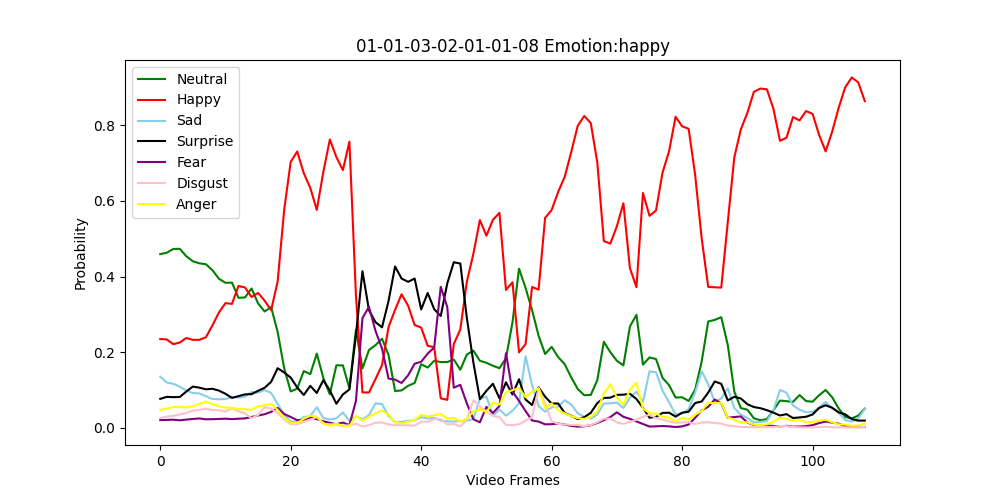 01-01-03-02-01-01-08 Emotion:happy
Neutral
Happy
Sad
Surprise
Fear
Disgust
Anger
Probability
0.8
0.6
0.4
0.2
0.0
0 20 40 60 80 100
Video Frames